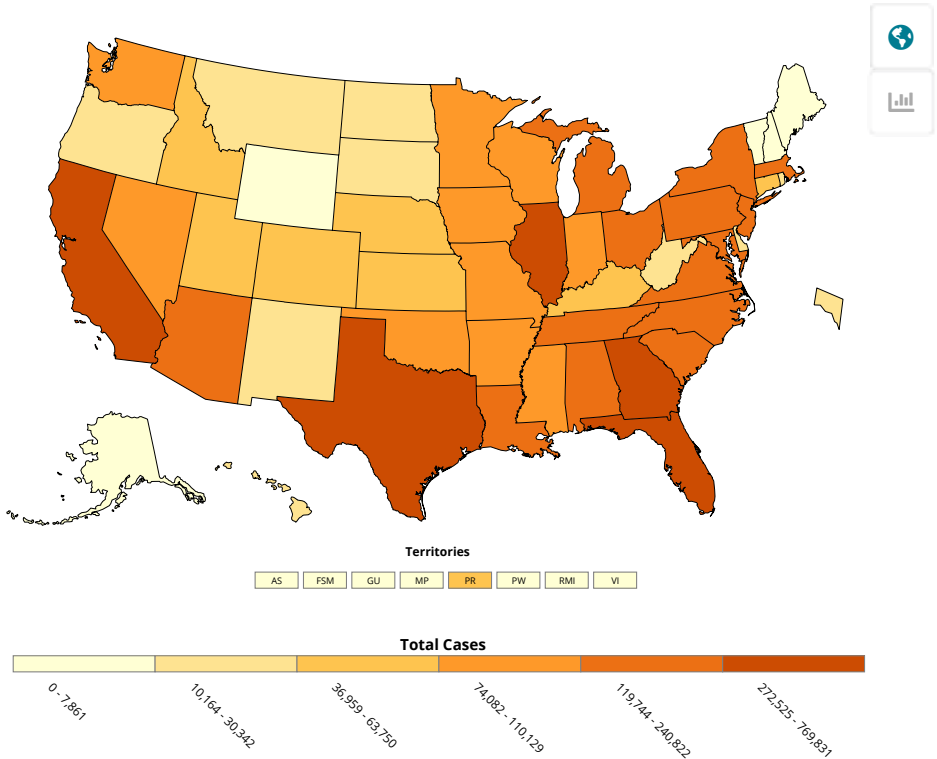 Territories
AS FSM GU MP PR PW RMI VI
Total Cases
0 - 7,861
10,164 - 30,342
36,959 - 63,750
74,082 - 110,129
119,744 - 240,822
272,525 - 769,831